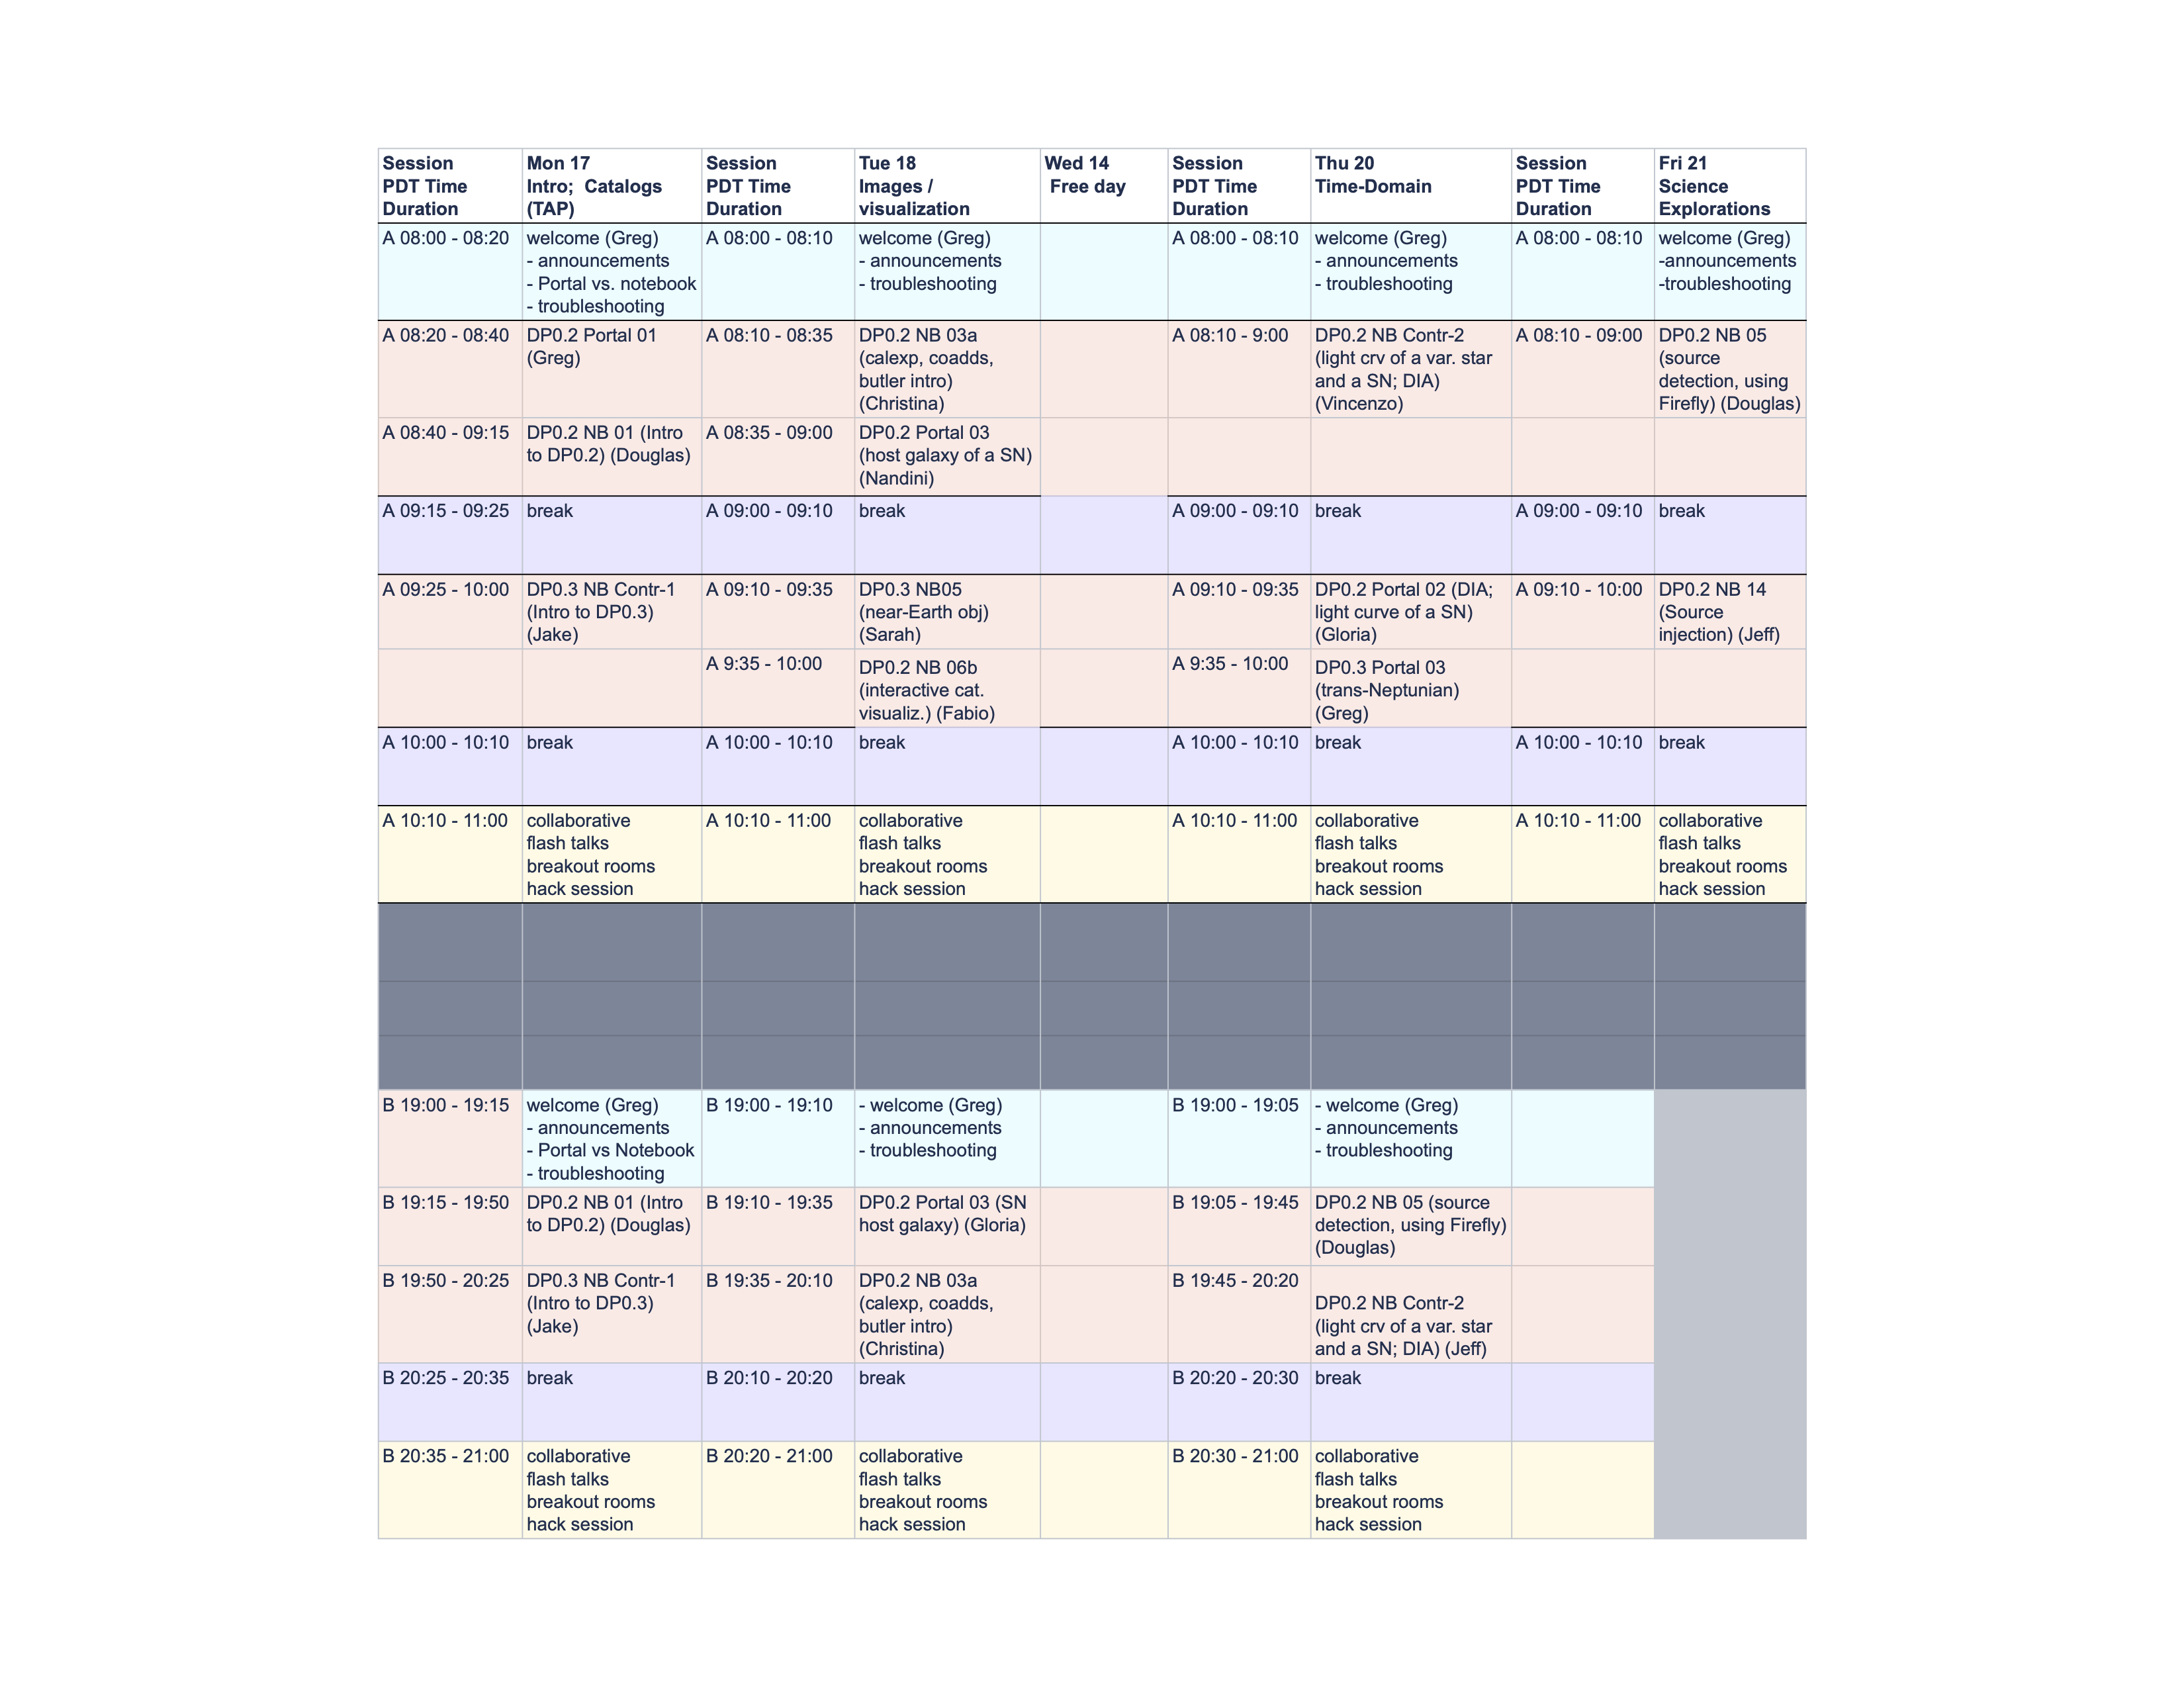 Session
PDT Time
Duration
Mon 17
Intro;  Catalogs
(TAP)
Session
PDT Time
Duration
Tue 18
Images /
visualization
Wed 14
Free day
Session
PDT Time
Duration
Thu 20
Time-Domain
Session
PDT Time
Duration
Fri 21
Science
Explorations
A 08:00 - 08:20
welcome (Greg)
- announcements
- Portal vs. notebook
- troubleshooting
A 08:00 - 08:10
welcome (Greg)
- announcements
- troubleshooting
A 08:00 - 08:10
welcome (Greg)
- announcements
- troubleshooting
A 08:00 - 08:10
welcome (Greg)
-announcements
-troubleshooting
A 08:20 - 08:40
DP0.2 Portal 01
(Greg)
A 08:10 - 08:35
DP0.2 NB 03a
(calexp, coadds,
butler intro)
(Christina)
A 08:10 - 9:00
DP0.2 NB Contr-2
(light crv of a var. star
and a SN; DIA)
(Vincenzo)
A 08:10 - 09:00
DP0.2 NB 05
(source
detection, using
Firefly) (Douglas)
A 08:40 - 09:15
DP0.2 NB 01 (Intro
to DP0.2) (Douglas)
A 08:35 - 09:00
DP0.2 Portal 03
(host galaxy of a SN)
(Nandini)
A 09:15 - 09:25
break
A 09:00 - 09:10
break
A 09:00 - 09:10
break
A 09:00 - 09:10
break
A 09:25 - 10:00
DP0.3 NB Contr-1
(Intro to DP0.3)
(Jake)
A 09:10 - 09:35
DP0.3 NB05
(near-Earth obj)
(Sarah)
A 09:10 - 09:35
DP0.2 Portal 02 (DIA;
light curve of a SN)
(Gloria)
A 09:10 - 10:00
DP0.2 NB 14
(Source
injection) (Jeff)
A 9:35 - 10:00
DP0.2 NB 06b
(interactive cat.
visualiz.) (Fabio)
A 9:35 - 10:00
DP0.3 Portal 03
(trans-Neptunian)
(Greg)
A 10:00 - 10:10
break
A 10:00 - 10:10
break
A 10:00 - 10:10
break
A 10:00 - 10:10
break
A 10:10 - 11:00
collaborative
flash talks
breakout rooms
hack session
A 10:10 - 11:00
collaborative
flash talks
breakout rooms
hack session
A 10:10 - 11:00
collaborative
flash talks
breakout rooms
hack session
A 10:10 - 11:00
collaborative
flash talks
breakout rooms
hack session
B 19:00 - 19:15
welcome (Greg)
- announcements
- Portal vs Notebook
- troubleshooting
B 19:00 - 19:10
- welcome (Greg)
- announcements
- troubleshooting
B 19:00 - 19:05
- welcome (Greg)
- announcements
- troubleshooting
B 19:15 - 19:50
DP0.2 NB 01 (Intro
to DP0.2) (Douglas)
B 19:10 - 19:35
DP0.2 Portal 03 (SN
host galaxy) (Gloria)
B 19:05 - 19:45
DP0.2 NB 05 (source
detection, using Firefly)
(Douglas)
B 19:50 - 20:25
DP0.3 NB Contr-1
(Intro to DP0.3)
(Jake)
B 19:35 - 20:10
DP0.2 NB 03a
(calexp, coadds,
butler intro)
(Christina)
B 19:45 - 20:20
DP0.2 NB Contr-2
(light crv of a var. star
and a SN; DIA) (Jeff)
B 20:25 - 20:35
break
B 20:10 - 20:20
break
B 20:20 - 20:30
break
B 20:35 - 21:00
collaborative
flash talks
breakout rooms
hack session
B 20:20 - 21:00
collaborative
flash talks
breakout rooms
hack session
B 20:30 - 21:00
collaborative
flash talks
breakout rooms
hack session